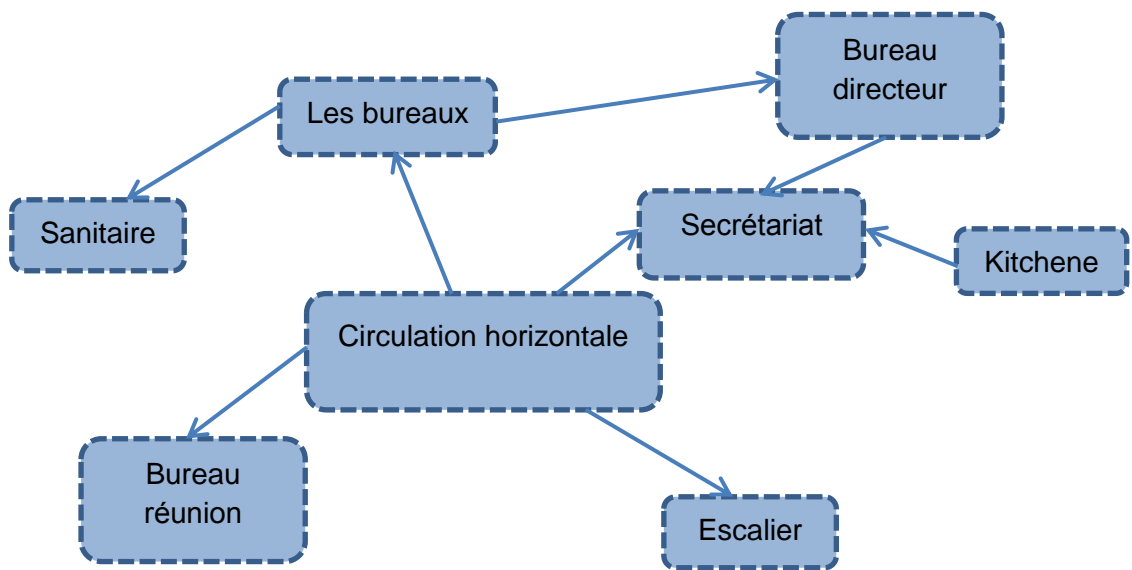 Bureau
directeur
Les bureaux
Sanitaire
Secrétariat
Kitchene
Circulation horizontale
Bureau
réunion
Escalier